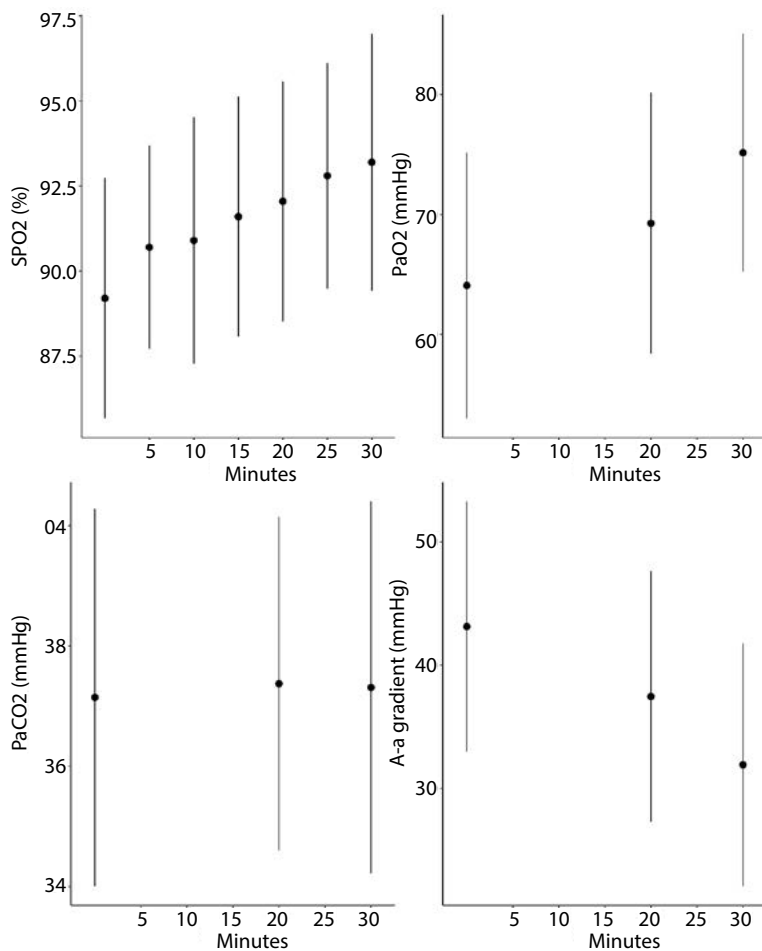 97.5
95.0
92.5
90.0
87.5
SPO2 (%)
5 10 15 20 25 30
Minutes
80
70
60
PaO2 (mmHg)
5 10 15 20 25 30
Minutes
04
38
36
34
PaCO2 (mmHg)
5 10 15 20 25 30
Minutes
50
40
30
A-a gradient (mmHg)
5 10 15 20 25 30
Minutes